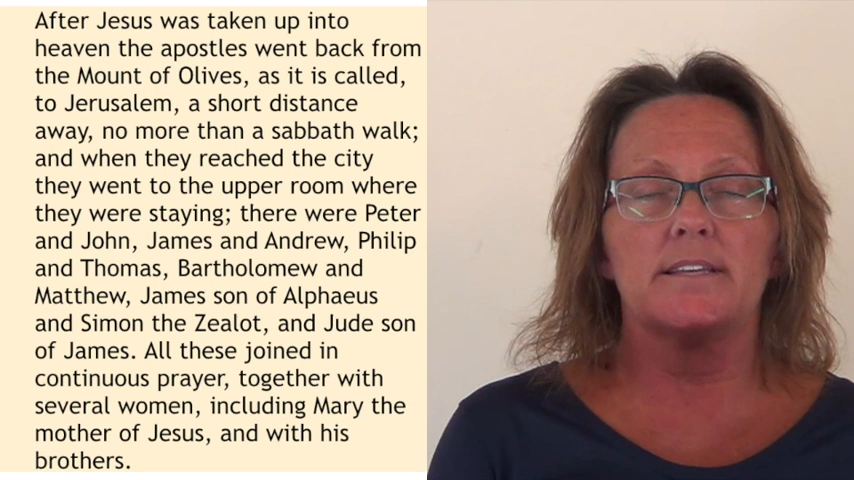 After Jesus was taken up into
heaven the apostles went back from
the Mount of Olives, as it is called,
to Jerusalem, a short distance
away, no more than a sabbath walk;
and when they reached the city
they went to the upper room where
they were staying; there were Peter
and John, James and Andrew, Philip
and Thomas, Bartholomew and
Matthew, James son of Alphaeus
and Simon the Zealot, and Jude son
of James. All these joined in
continuous prayer, together with
several women, including Mary the
mother of Jesus, and with his
brothers.